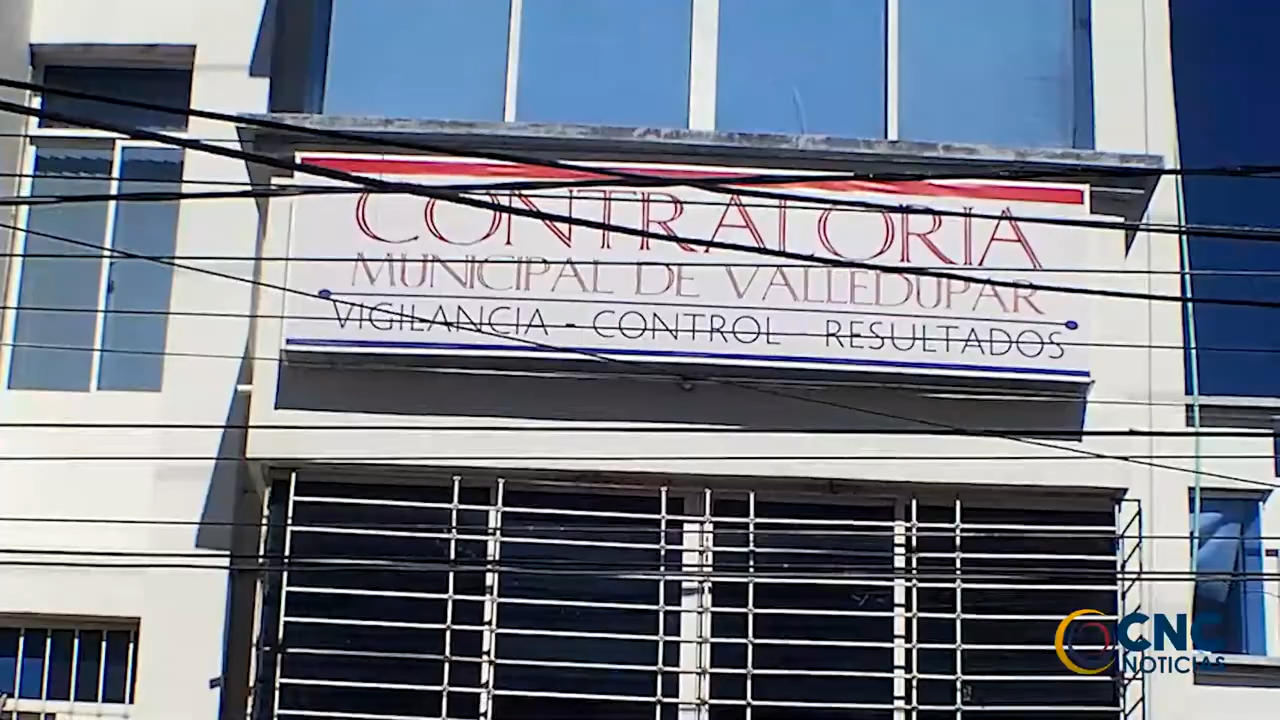 CONTRALORIA
MUNICIPAL DE VALLEDUPAR
VIGILANCIA - CONTROL - RESULTADOS
CNC
NOTICIAS